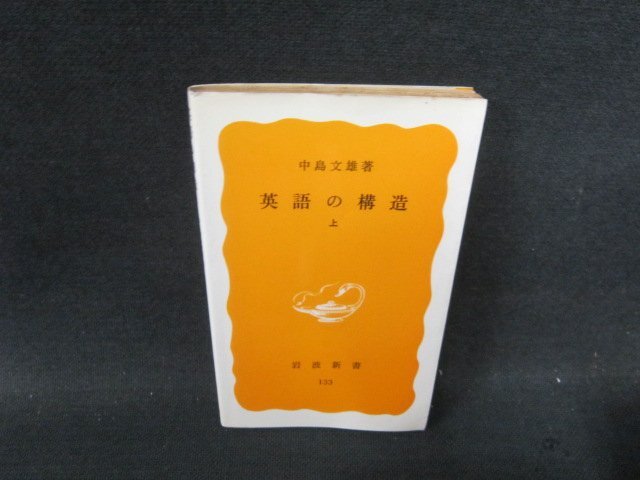 中島文雄著
英語の構造
上
岩波新書
133